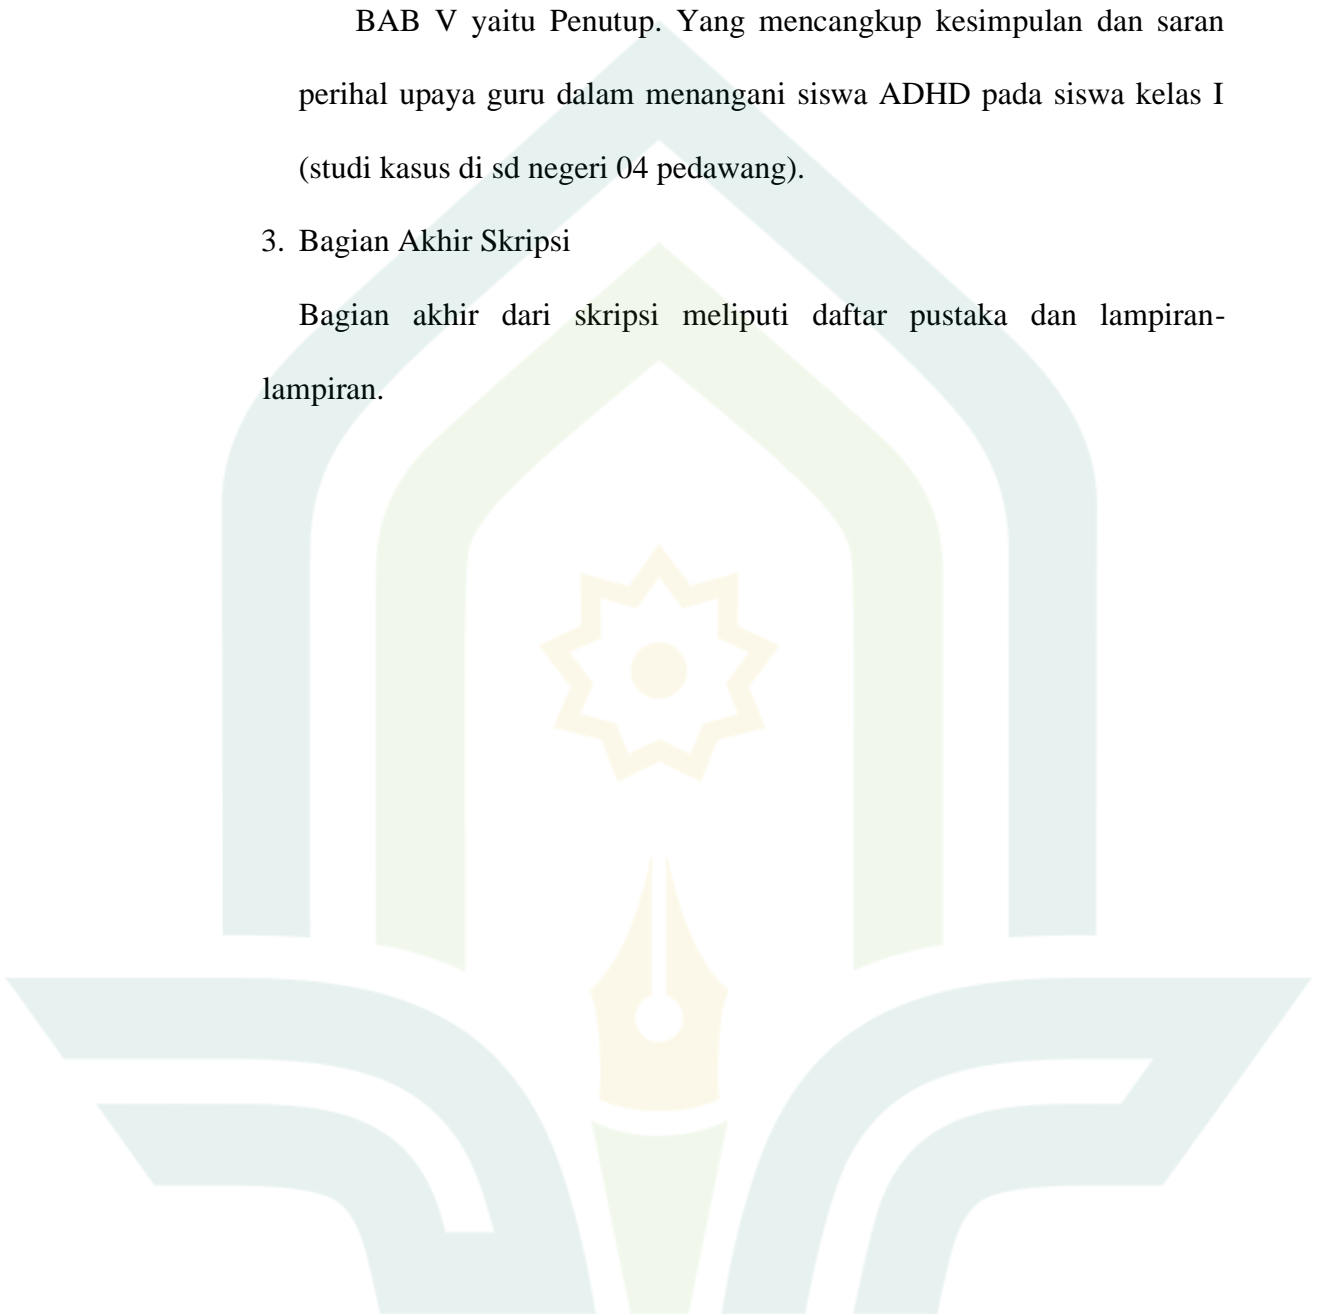 BAB V yaitu Penutup. Yang mencangkup kesimpulan dan saran
perihal upaya guru dalam menangani siswa ADHD pada siswa kelas I
(studi kasus di sd negeri 04 pedawang).
3. Bagian Akhir Skripsi
Bagian akhir dari skripsi meliputi daftar pustaka dan lampiran-
lampiran.